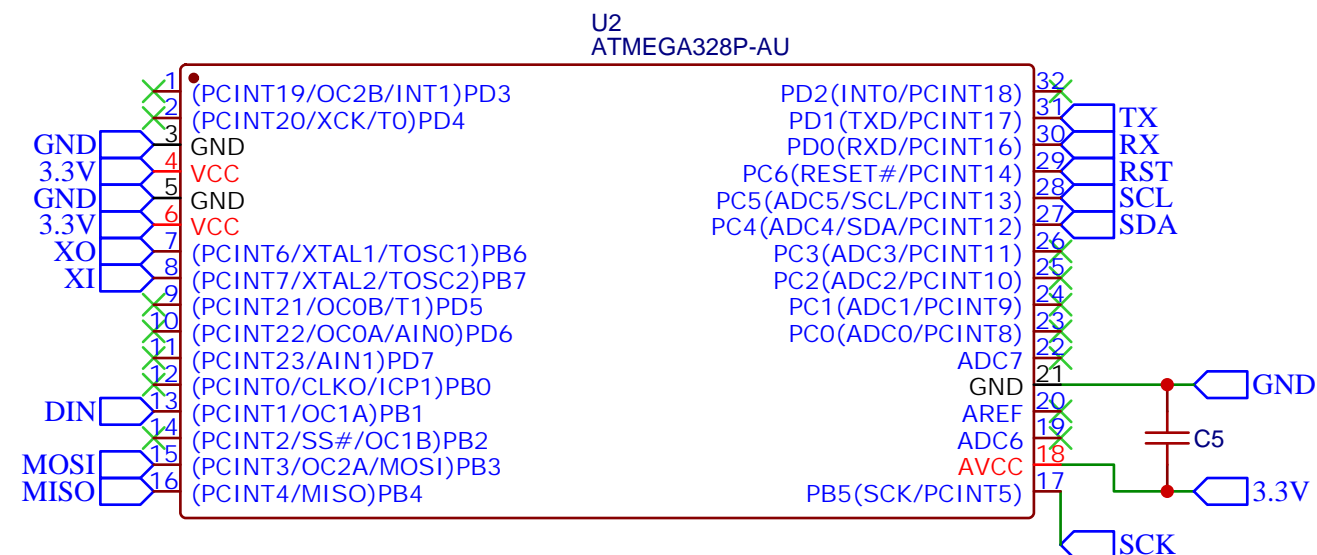 U2
ATMEGA328P-AU
1 (PCINT19/OC2B/INT1)PD3
2 (PCINT20/XCK/T0)PD4
GND 3 GND
3.3V 4 VCC
GND 5 GND
3.3V 6 VCC
XO 7 (PCINT6/XTAL1/TOSC1)PB6
XI 8 (PCINT7/XTAL2/TOSC2)PB7
9 (PCINT21/OC0B/T1)PD5
10 (PCINT22/OC0A/AIN0)PD6
11 (PCINT23/AIN1)PD7
12 (PCINT0/CLKO/ICP1)PB0
DIN 13 (PCINT1/OC1A)PB1
14 (PCINT2/SS#/OC1B)PB2
MOSI 15 (PCINT3/OC2A/MOSI)PB3
MISO 16 (PCINT4/MISO)PB4
PD2(INT0/PCINT18) 32
PD1(TXD/PCINT17) 31 TX
PD0(RXD/PCINT16) 30 RX
PC6(RESET#/PCINT14) 29 RST
PC5(ADC5/SCL/PCINT13) 28 SCL
PC4(ADC4/SDA/PCINT12) 27 SDA
PC3(ADC3/PCINT11) 26
PC2(ADC2/PCINT10) 25
PC1(ADC1/PCINT9) 24
PC0(ADC0/PCINT8) 23
ADC7 22
GND 21 GND
AREF 20
ADC6 19
C5
AVCC 18 3.3V
PB5(SCK/PCINT5) 17
SCK